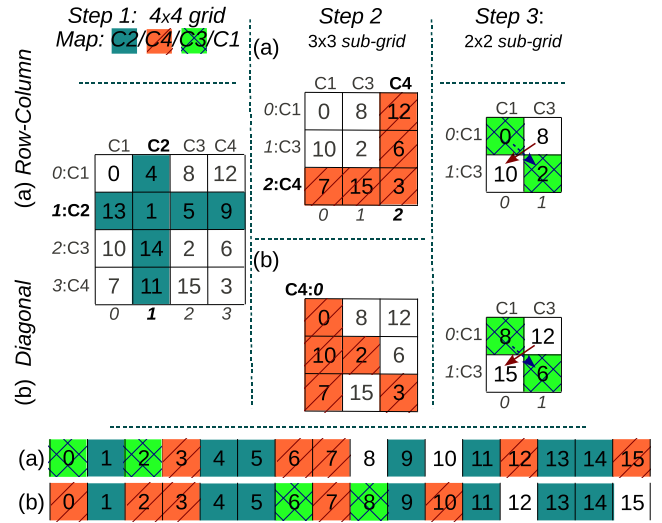 Step 1: 4x4 grid
Map: C2/C4/C3/C1
(a) Row-Column
C1 C2 C3 C4
0:C1 0 4 8 12
1:C2 13 1 5 9
2:C3 10 14 2 6
3:C4 7 11 15 3
0 1 2 3
(b) Diagonal
Step 2
3x3 sub-grid
(a)
C1 C3 C4
0:C1 0 8 12
1:C3 10 2 6
2:C4 7 15 3
0 1 2
(b)
C4:0
0 8 12
10 2 6
7 15 3
Step 3:
2x2 sub-grid
C1 C3
0:C1 0 8
1:C3 10 2
0 1
C1 C3
0:C1 8 12
1:C3 15 6
0 1
(a) 0 1 2 3 4 5 6 7 8 9 10 11 12 13 14 15
(b) 0 1 2 3 4 5 6 7 8 9 10 11 12 13 14 15